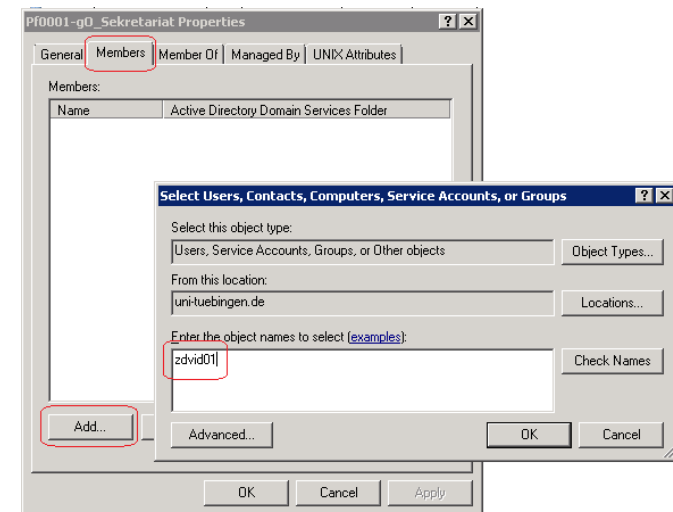 Pf0001-gO_Sekretariat Properties
General Members Member Of Managed By UNIX Attributes
Members:
Name Active Directory Domain Services Folder
Select Users, Contacts, Computers, Service Accounts, or Groups
Select this object type:
Users, Service Accounts, Groups, or Other objects Object Types...
From this location:
uni-tuebingen.de Locations...
Enter the object names to select (examples):
zdvid01 Check Names
Add...
Advanced... OK Cancel
OK Cancel Apply